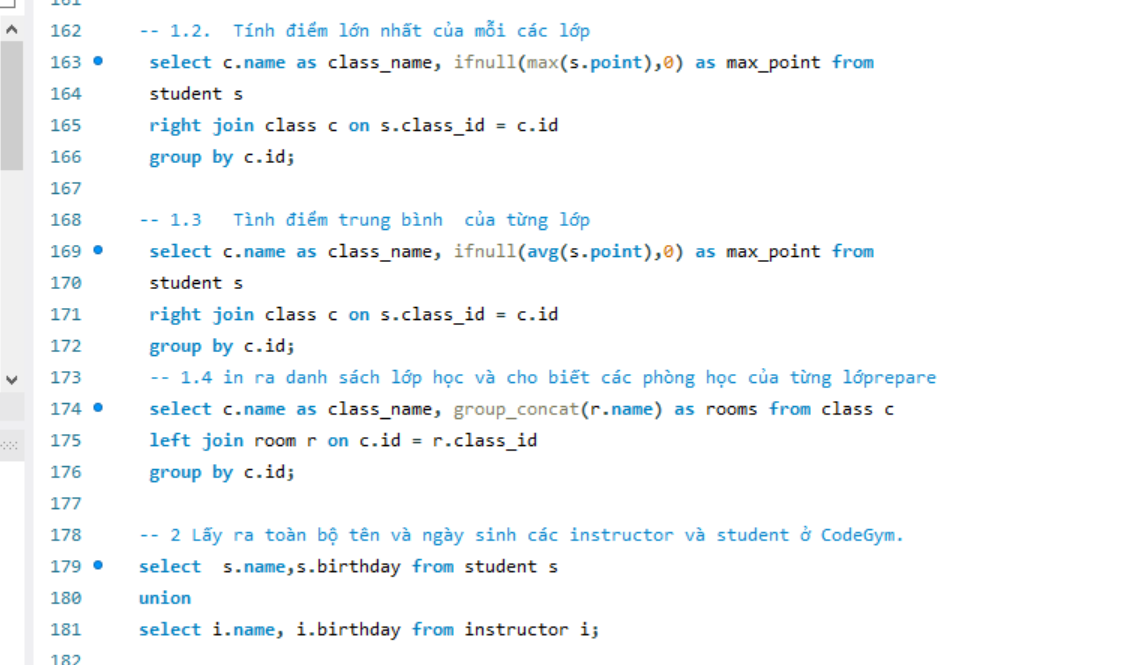 161
162 -- 1.2.  Tính điểm lớn nhất của mỗi các lớp
163 select c.name as class_name, ifnull(max(s.point),0) as max_point from
164 student s
165 right join class c on s.class_id = c.id
166 group by c.id;
167
168 -- 1.3   Tình điểm trung bình  của từng lớp
169 select c.name as class_name, ifnull(avg(s.point),0) as max_point from
170 student s
171 right join class c on s.class_id = c.id
172 group by c.id;
173 -- 1.4 in ra danh sách lớp học và cho biết các phòng học của từng lớprepare
174 select c.name as class_name, group_concat(r.name) as rooms from class c
175 left join room r on c.id = r.class_id
176 group by c.id;
177
178 -- 2 Lấy ra toàn bộ tên và ngày sinh các instructor và student ở CodeGym.
179 select  s.name,s.birthday from student s
180 union
181 select i.name, i.birthday from instructor i;
182